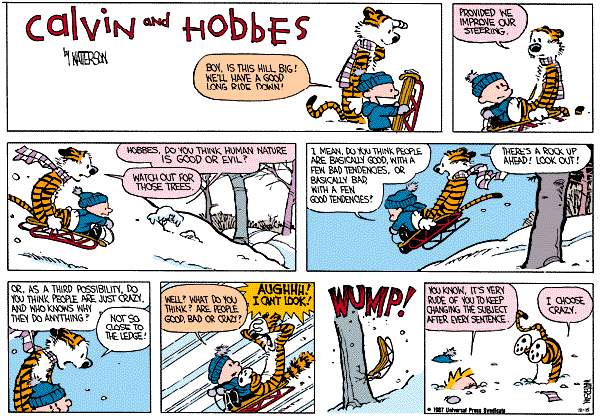 CALVIN AND HOBBES
by WATERSON
BOY, IS THIS HILL BIG!
WE'LL HAVE A GOOD
LONG RIDE DOWN!
PROVIDED WE
IMPROVE OUR
STEERING.
HOBBES, DO YOU THINK HUMAN NATURE
IS GOOD OR EVIL?
WATCH OUT FOR
THOSE TREES.
I MEAN, DO YOU THINK PEOPLE
ARE BASICALLY GOOD, WITH A
FEW BAD TENDENCIES, OR
BASICALLY BAD
WITH A FEW
GOOD TENDENCIES?
THERE'S A ROCK UP
AHEAD! LOOK OUT!
OR, AS A THIRD POSSIBILITY, DO
YOU THINK PEOPLE ARE JUST CRAZY,
AND WHO KNOWS WHY
THEY DO ANYTHING?
NOT SO
CLOSE TO
THE LEDGE!
WELL? WHAT DO YOU
THINK? ARE PEOPLE
GOOD, BAD OR CRAZY?
AUGHHH!
I CAN'T LOOK!
WUMP!
YOU KNOW, IT'S VERY
RUDE OF YOU TO KEEP
CHANGING THE SUBJECT
AFTER EVERY SENTENCE.
I CHOOSE
CRAZY.
© 1987 Universal Press Syndicate
WATERSON